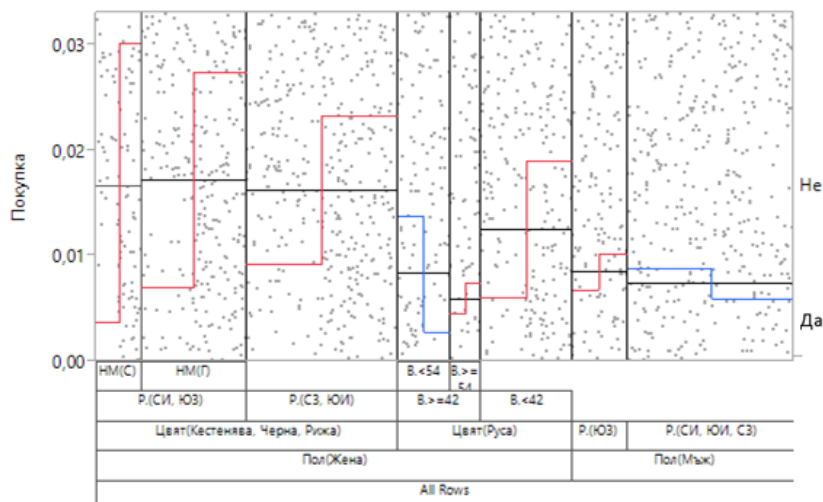 0,03
0,02
0,01
0,00
Покупка
Не
Да
НМ(С) НМ(Г) В.<54 В.>=
54
Р.(СИ, ЮЗ) Р.(СЗ, ЮИ) В.>=42 В.<42
Цвят(Кестенява, Черна, Рижа) Цвят(Руса) Р.(ЮЗ) Р.(СИ, ЮИ, СЗ)
Пол(Жена) Пол(Мъж)
All Rows